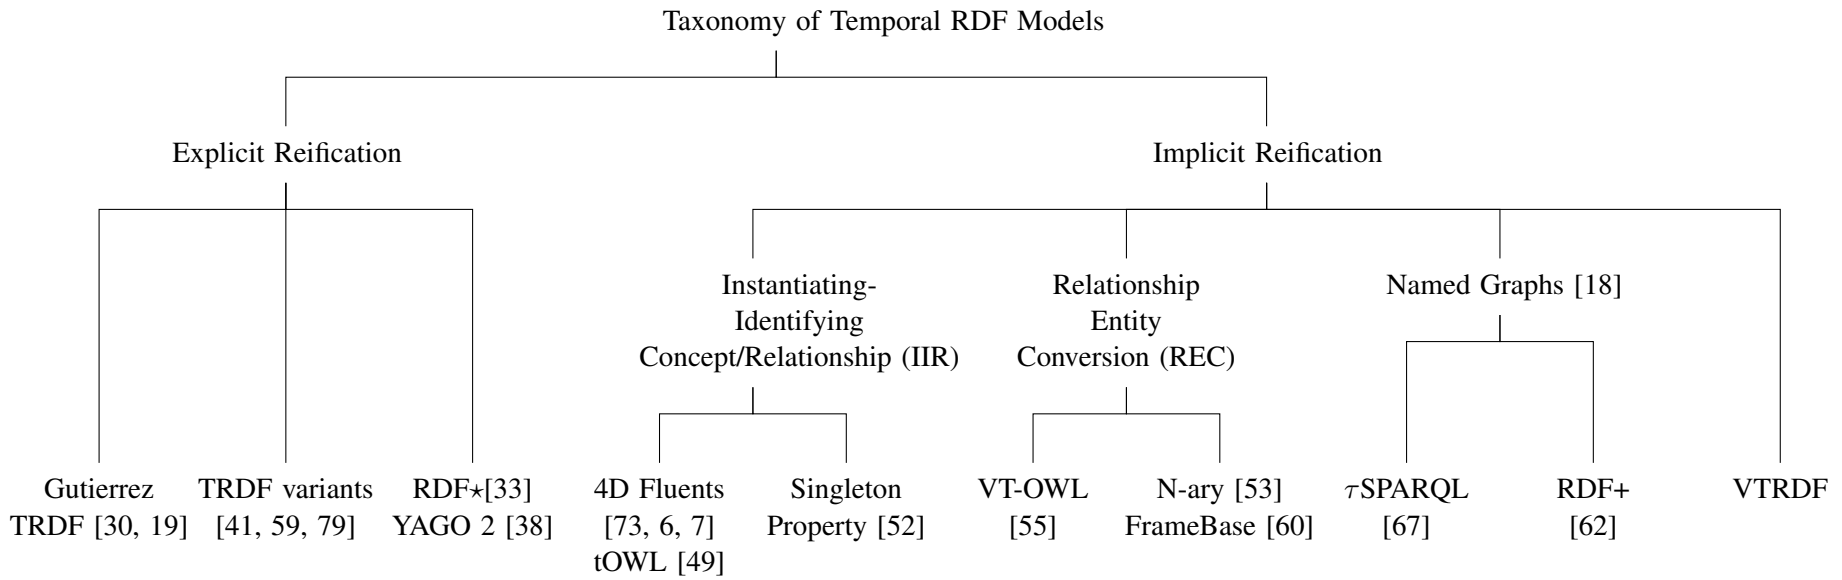 Taxonomy of Temporal RDF Models
Explicit Reification
Implicit Reification
Instantiating-
Identifying
Concept/Relationship (IIR)
Relationship
Entity
Conversion (REC)
Named Graphs [18]
Gutierrez
TRDF [30, 19]
TRDF variants
[41, 59, 79]
RDF⋆[33]
YAGO 2 [38]
4D Fluents
[73, 6, 7]
tOWL [49]
Singleton
Property [52]
VT-OWL
[55]
N-ary [53]
FrameBase [60]
τSPARQL
[67]
RDF+
[62]
VTRDF